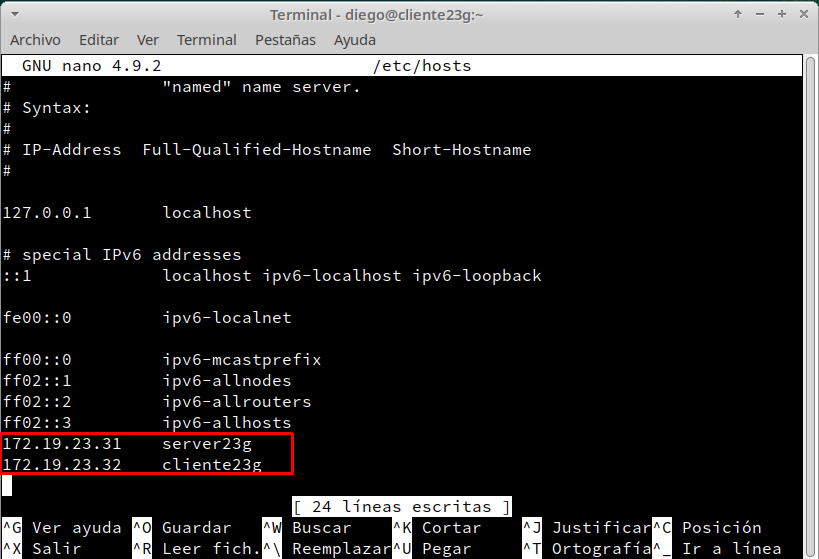 Terminal - diego@cliente23g:~
Archivo Editar Ver Terminal Pestañas Ayuda
GNU nano 4.9.2 /etc/hosts
# "named" name server.
# Syntax:
#
# IP-Address Full-Qualified-Hostname Short-Hostname
#
127.0.0.1 localhost
# special IPv6 addresses
::1 localhost ipv6-localhost ipv6-loopback
fe00::0 ipv6-localnet
ff00::0 ipv6-mcastprefix
ff02::1 ipv6-allnodes
ff02::2 ipv6-allrouters
ff02::3 ipv6-allhosts
172.19.23.31 server23g
172.19.23.32 cliente23g
[ 24 líneas escritas ]
^G Ver ayuda ^O Guardar ^W Buscar ^K Cortar ^J Justificar ^C Posición
^X Salir ^R Leer fich. ^\ Reemplazar ^U Pegar ^T Ortografía ^_ Ir a línea